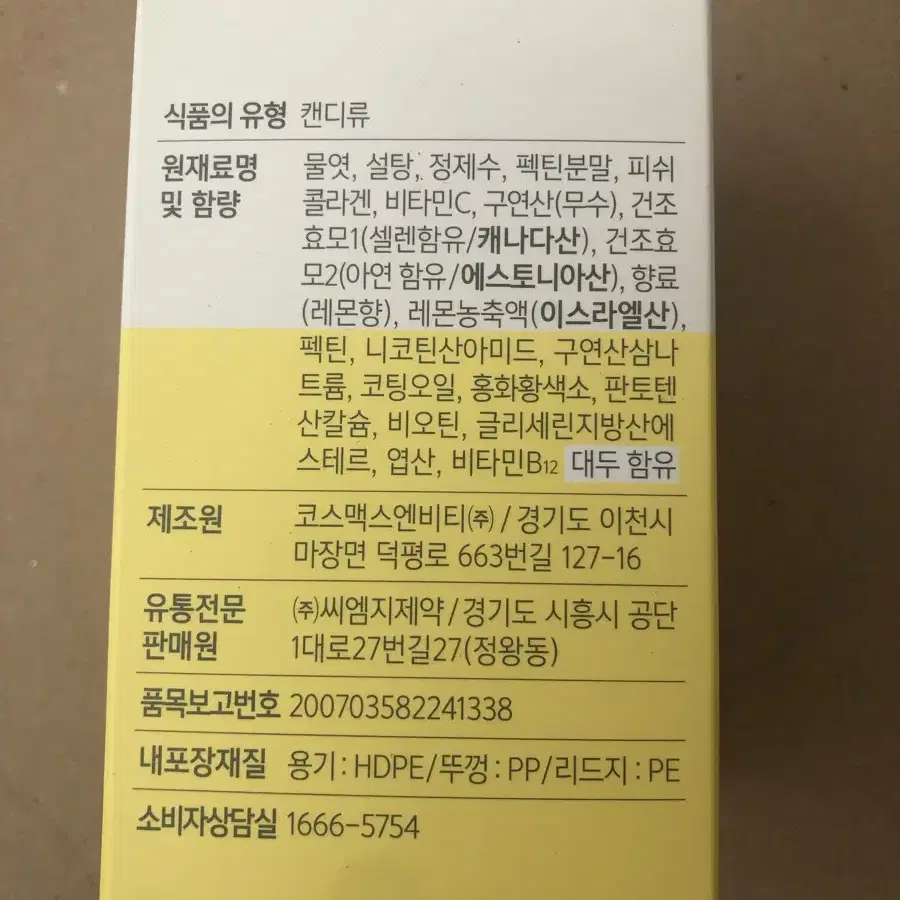 식품의 유형 캔디류
원재료명 물엿, 설탕, 정제수, 펙틴분말, 피쉬
및 함량 콜라겐, 비타민C, 구연산(무수), 건조
효모1(셀렌함유/캐나다산), 건조효
모2(아연 함유/에스토니아산), 향료
(레몬향), 레몬농축액(이스라엘산),
펙틴, 니코틴산아미드, 구연산삼나
트륨, 코팅오일, 홍화황색소, 판토텐
산칼슘, 비오틴, 글리세린지방산에
스테르, 엽산, 비타민B12 대두 함유
제조원 코스맥스엔비티㈜/경기도 이천시
마장면 덕평로 663번길 127-16
유통전문 ㈜씨엠지제약/경기도 시흥시 공단
판매원 1대로27번길27(정왕동)
품목보고번호 200703582241338
내포장재질 용기:HDPE/뚜껑:PP/리드지:PE
소비자상담실 1666-5754